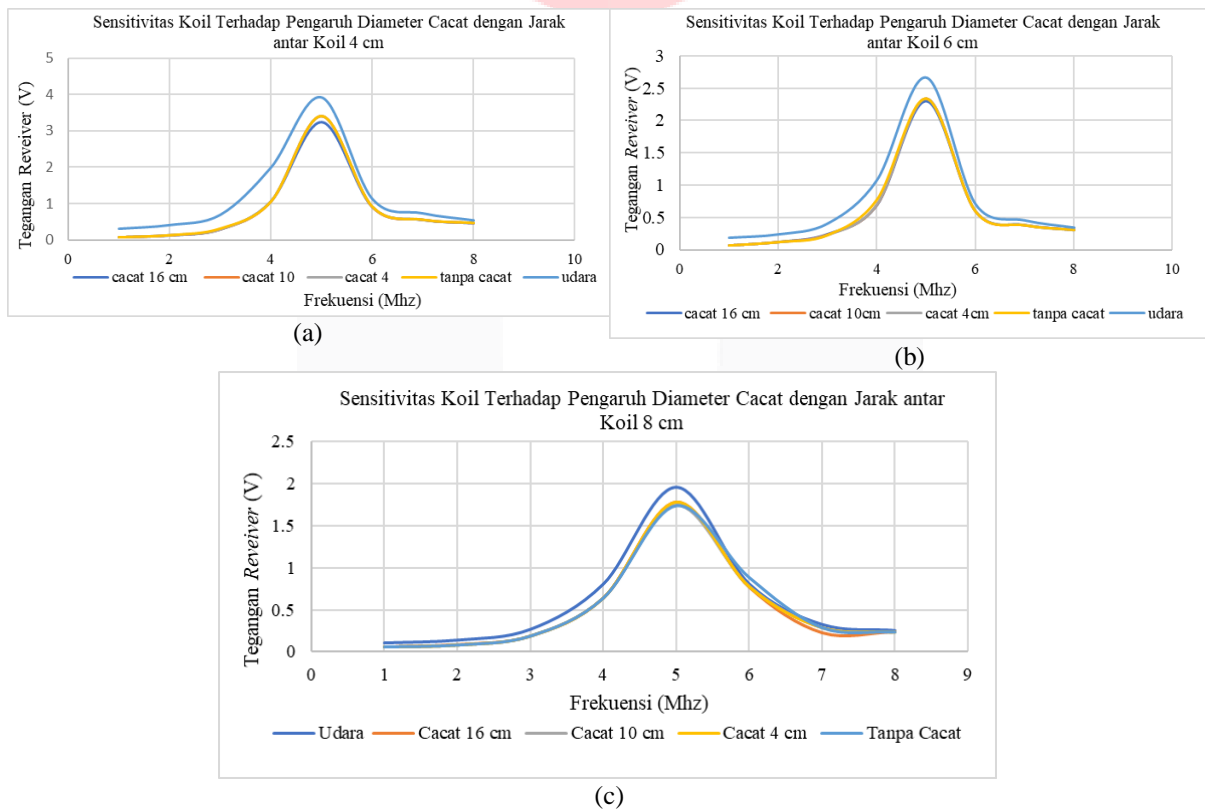 Sensitivitas Koil Terhadap Pengaruh Diameter Cacat dengan Jarak
antar Koil 4 cm
Tegangan Reveiver (V)
5
4
3
2
1
0
0 2 4 6 8 10
cacat 16 cm cacat 10 cacat 4 tanpa cacat udara
Frekuensi (Mhz)
(a)
Sensitivitas Koil Terhadap Pengaruh Diameter Cacat dengan Jarak
antar Koil 6 cm
Tegangan Reveiver (V)
3
2.5
2
1.5
1
0.5
0
0 2 4 6 8 10
Frekuensi (Mhz)
cacat 16 cm cacat 10cm cacat 4cm tanpa cacat udara
(b)
Sensitivitas Koil Terhadap Pengaruh Diameter Cacat dengan Jarak antar
Koil 8 cm
Tegangan Reveiver (V)
2.5
2
1.5
1
0.5
0
0 1 2 3 4 5 6 7 8 9
Frekuensi (Mhz)
Udara Cacat 16 cm Cacat 10 cm Cacat 4 cm Tanpa Cacat
(c)